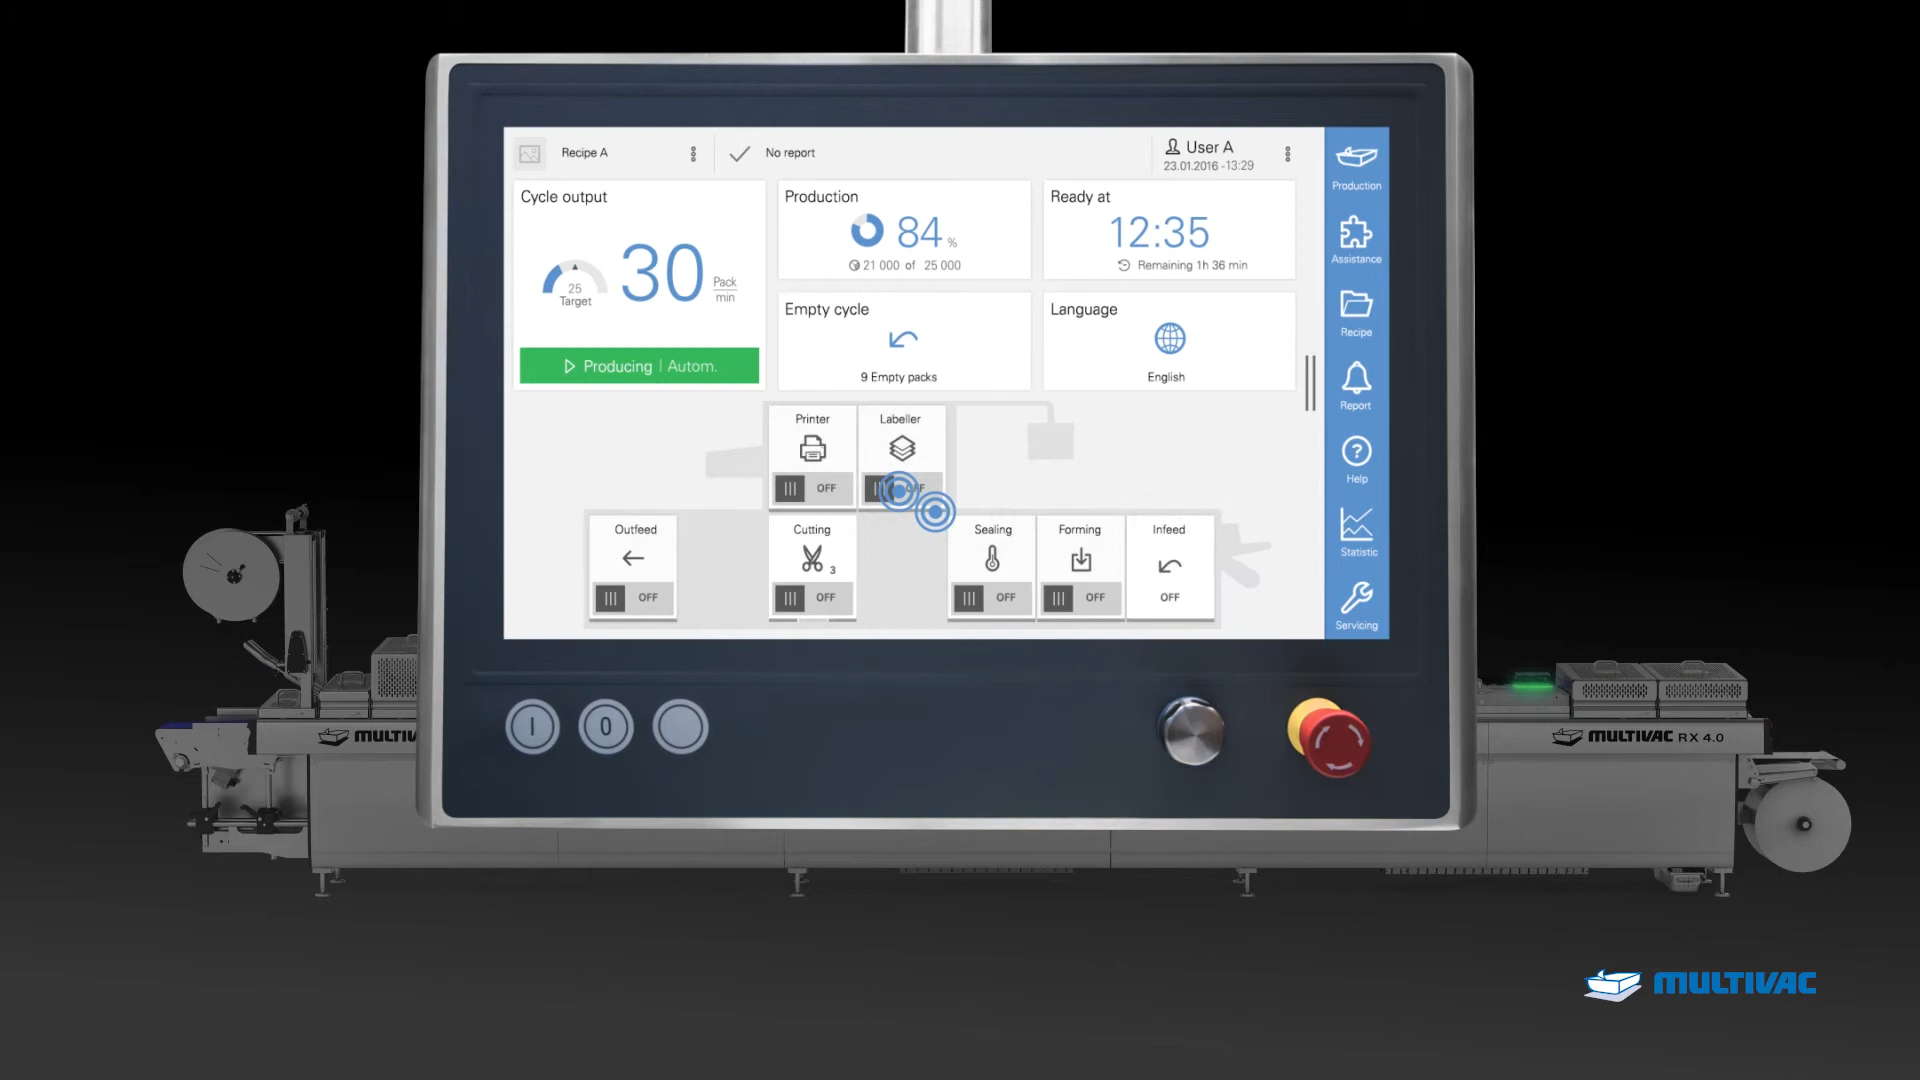 Recipe A
No report
User A
23.01.2016 -13:29
Cycle output
25
Target
30
Pack
min
Producing | Autom.
Production
84 %
21 000 of 25 000
Ready at
12:35
Remaining 1h 36 min
Empty cycle
9 Empty packs
Language
English
Printer
OFF
Labeller
OFF
Outfeed
OFF
Cutting
3
OFF
Sealing
OFF
Forming
OFF
Infeed
OFF
Production
Assistance
Recipe
Report
?
Help
Statistic
Servicing
I
0
MULTIVAC
MULTIVAC RX 4.0
MULTIVAC